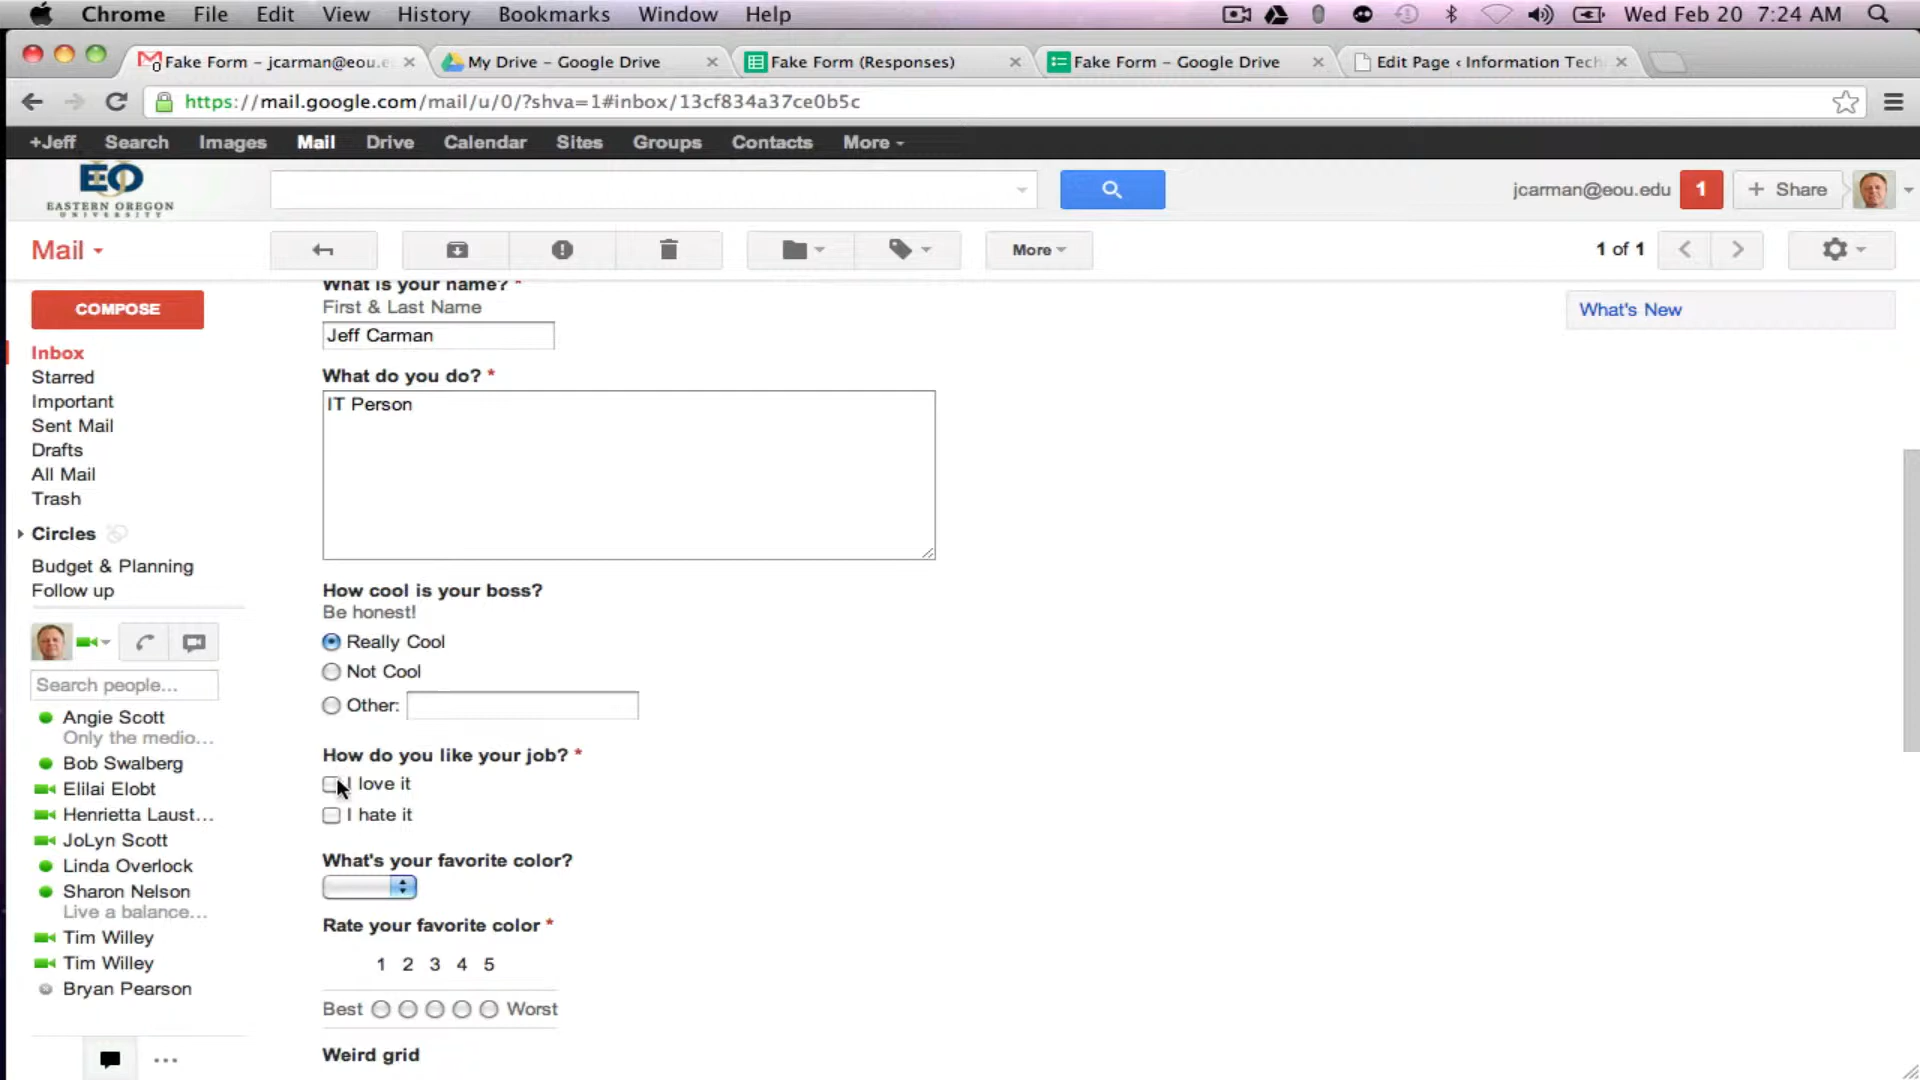 Chrome File Edit View History Bookmarks Window Help Wed Feb 20 7:24 AM
Fake Form – jcarman@eou.e
My Drive – Google Drive
Fake Form (Responses)
Fake Form – Google Drive
Edit Page ‹ Information Tech
https://mail.google.com/mail/u/0/?shva=1#inbox/13cf834a37ce0b5c
+Jeff Search Images Mail Drive Calendar Sites Groups Contacts More
EOU
EASTERN OREGON
UNIVERSITY
jcarman@eou.edu 1 + Share
Mail
More
1 of 1
COMPOSE
Inbox
Starred
Important
Sent Mail
Drafts
All Mail
Trash
Circles
Budget & Planning
Follow up
Search people...
Angie Scott
Only the medio...
Bob Swalberg
Elilai Elobt
Henrietta Laust...
JoLyn Scott
Linda Overlock
Sharon Nelson
Live a balance...
Tim Willey
Tim Willey
Bryan Pearson
What is your name? *
First & Last Name
Jeff Carman
What do you do? *
IT Person
How cool is your boss?
Be honest!
Really Cool
Not Cool
Other:
How do you like your job? *
I love it
I hate it
What's your favorite color?
Rate your favorite color *
1 2 3 4 5
Best Worst
Weird grid
What's New